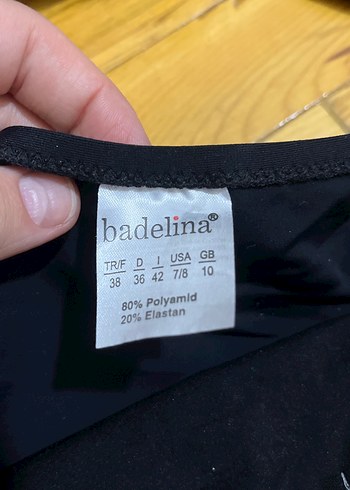 badelina®
TR/F D I USA GB
38 36 42 7/8 10
80% Polyamid
20% Elastan